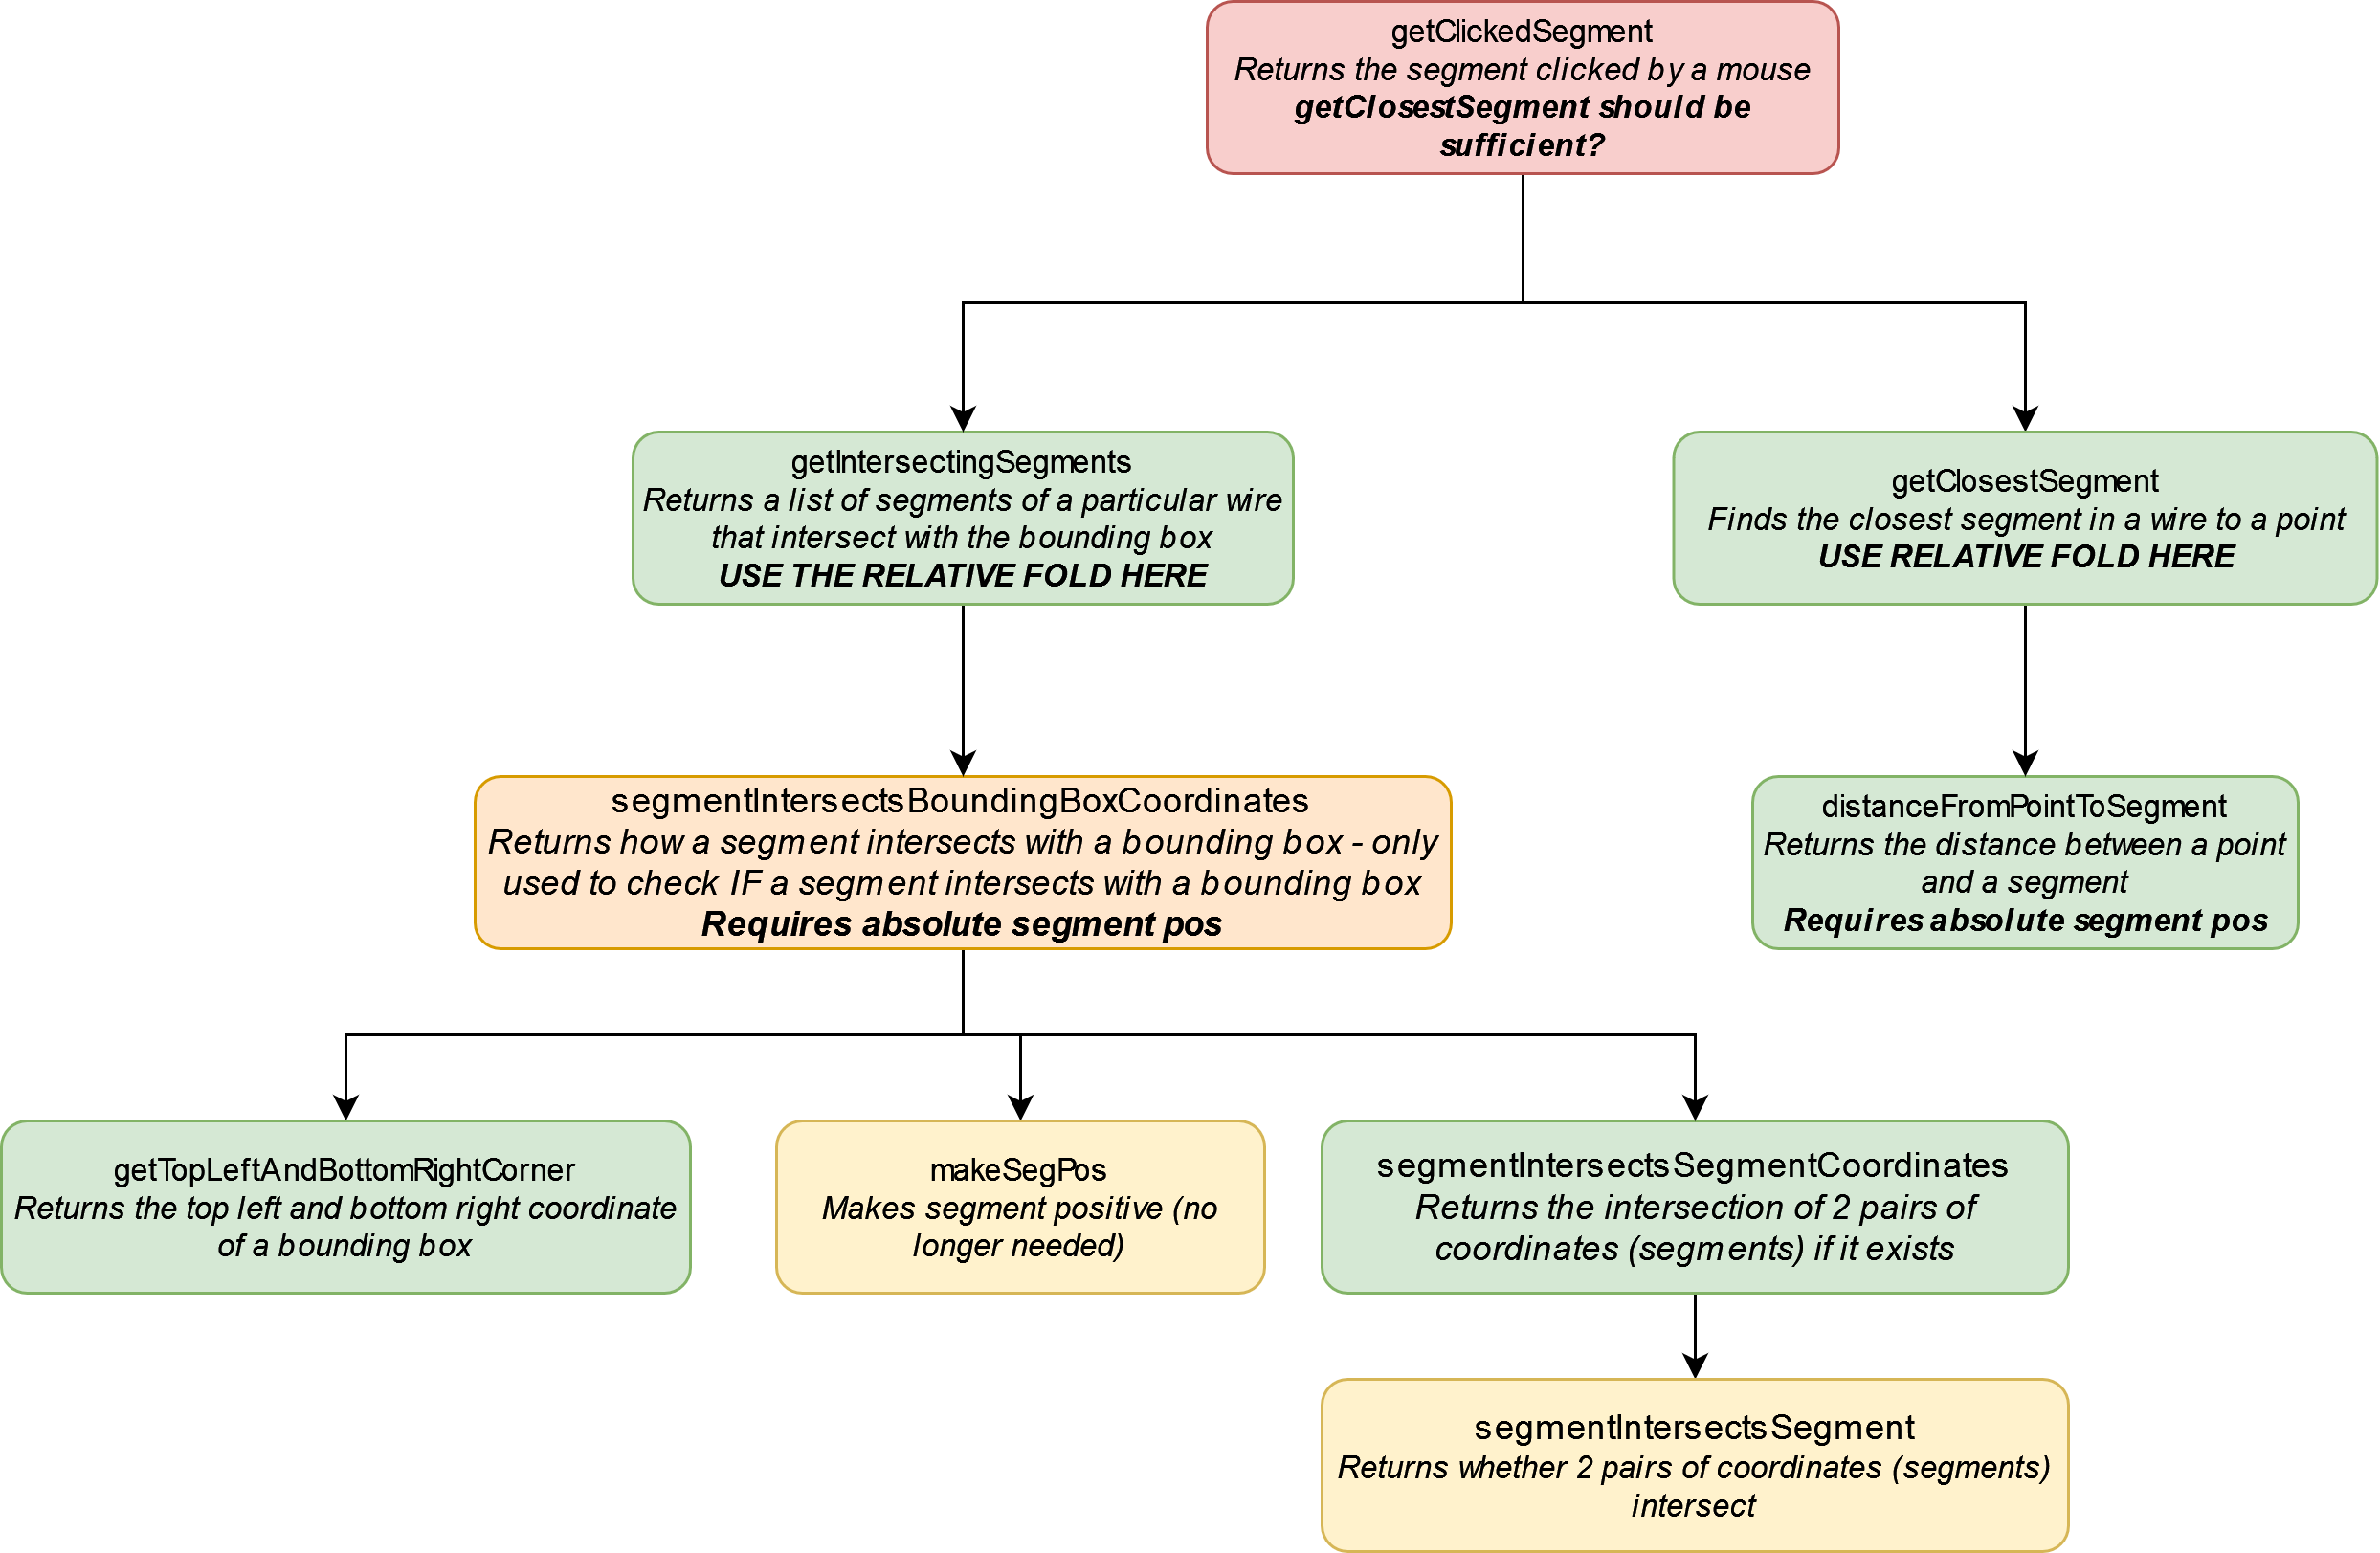 getClickedSegment
Returns the segment clicked by a mouse
getClosestSegment should be
sufficient?
getIntersectingSegments
Returns a list of segments of a particular wire
that intersect with the bounding box
USE THE RELATIVE FOLD HERE
getClosestSegment
Finds the closest segment in a wire to a point
USE RELATIVE FOLD HERE
segmentIntersectsBoundingBoxCoordinates
Returns how a segment intersects with a bounding box - only
used to check IF a segment intersects with a bounding box
Requires absolute segment pos
distanceFromPointToSegment
Returns the distance between a point
and a segment
Requires absolute segment pos
getTopLeftAndBottomRightCorner
Returns the top left and bottom right coordinate
of a bounding box
makeSegPos
Makes segment positive (no
longer needed)
segmentIntersectsSegmentCoordinates
Returns the intersection of 2 pairs of
coordinates (segments) if it exists
segmentIntersectsSegment
Returns whether 2 pairs of coordinates (segments)
intersect